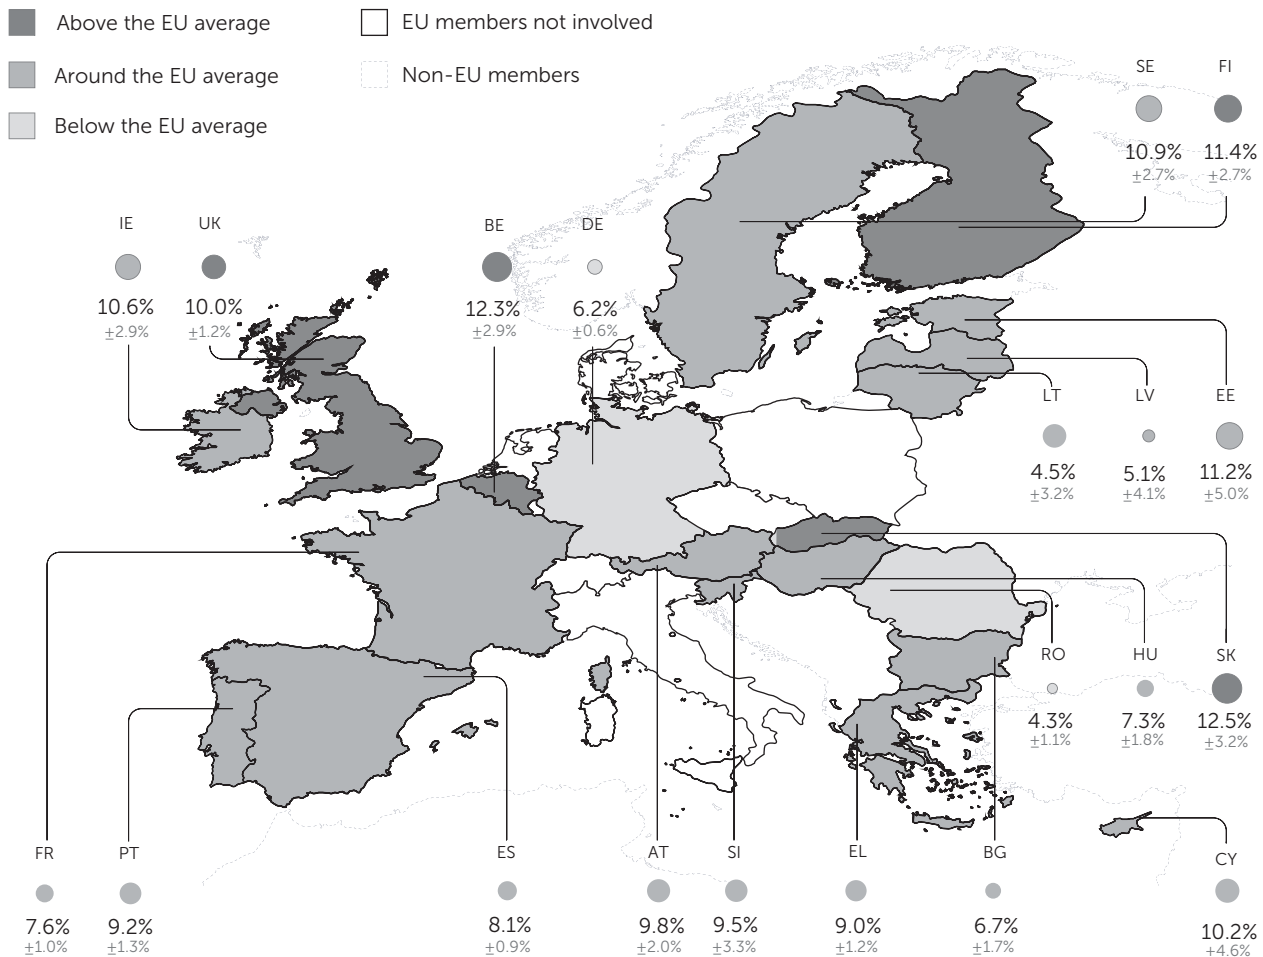 Above the EU average
EU members not involved
Around the EU average
Non-EU members
Below the EU average
SE FI
10.9% 11.4%
±2.7% ±2.7%
IE UK BE DE
10.6% 10.0% 12.3% 6.2%
±2.9% ±1.2% ±2.9% ±0.6%
LT LV EE
4.5% 5.1% 11.2%
±3.2% ±4.1% ±5.0%
RO HU SK
4.3% 7.3% 12.5%
±1.1% ±1.8% ±3.2%
FR PT ES AT SI EL BG CY
7.6% 9.2% 8.1% 9.8% 9.5% 9.0% 6.7% 10.2%
±1.0% ±1.3% ±0.9% ±2.0% ±3.3% ±1.2% ±1.7% +4.6%